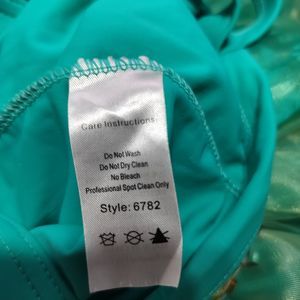 Care Instructions:
Do Not Wash
Do Not Dry Clean
No Bleach
Professional Spot Clean Only
Style: 6782